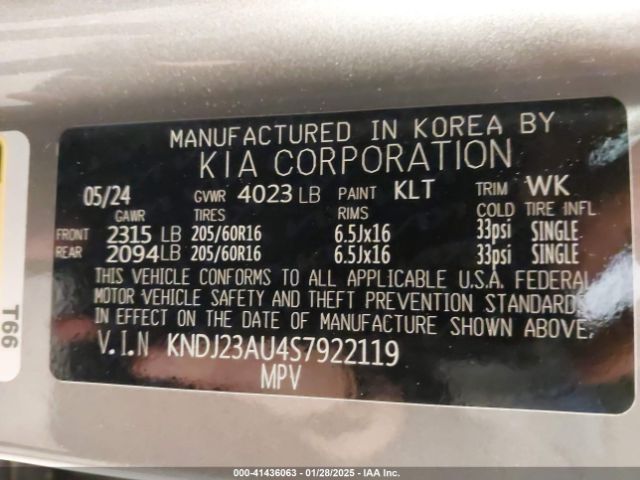 MANUFACTURED IN KOREA BY
KIA CORPORATION
05/24 GVWR 4023 LB PAINT KLT TRIM WK
GAWR TIRES RIMS COLD TIRE INFL.
FRONT 2315 LB 205/60R16 6.5Jx16 33psi SINGLE
REAR 2094LB 205/60R16 6.5Jx16 33psi SINGLE
THIS VEHICLE CONFORMS TO ALL APPLICABLE U.S.A. FEDERAL
MOTOR VEHICLE SAFETY AND THEFT PREVENTION STANDARDS
IN EFFECT ON THE DATE OF MANUFACTURE SHOWN ABOVE.
V.I.N KNDJ23AU4S7922119
MPV
T66
000-41436063 - 01/28/2025 - IAA Inc.